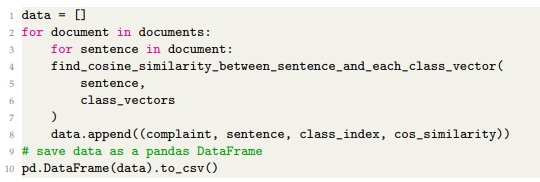 1 data = []
2 for document in documents:
3     for sentence in document:
4     find_cosine_similarity_between_sentence_and_each_class_vector(
5         sentence,
6         class_vectors
7     )
8     data.append((complaint, sentence, class_index, cos_similarity))
9 # save data as a pandas DataFrame
10 pd.DataFrame(data).to_csv()